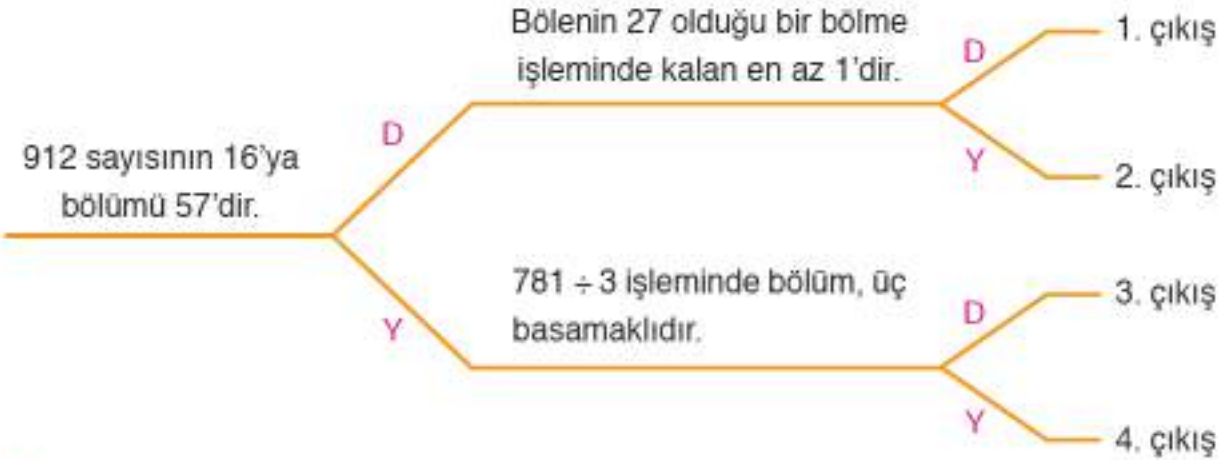 Bölenin 27 olduğu bir bölme
işleminde kalan en az 1'dir.
D
1. çıkış
Y
2. çıkış
D
912 sayısının 16'ya
bölümü 57'dir.
Y
781 ÷ 3 işleminde bölüm, üç
basamaklıdır.
D
3. çıkış
Y
4. çıkış